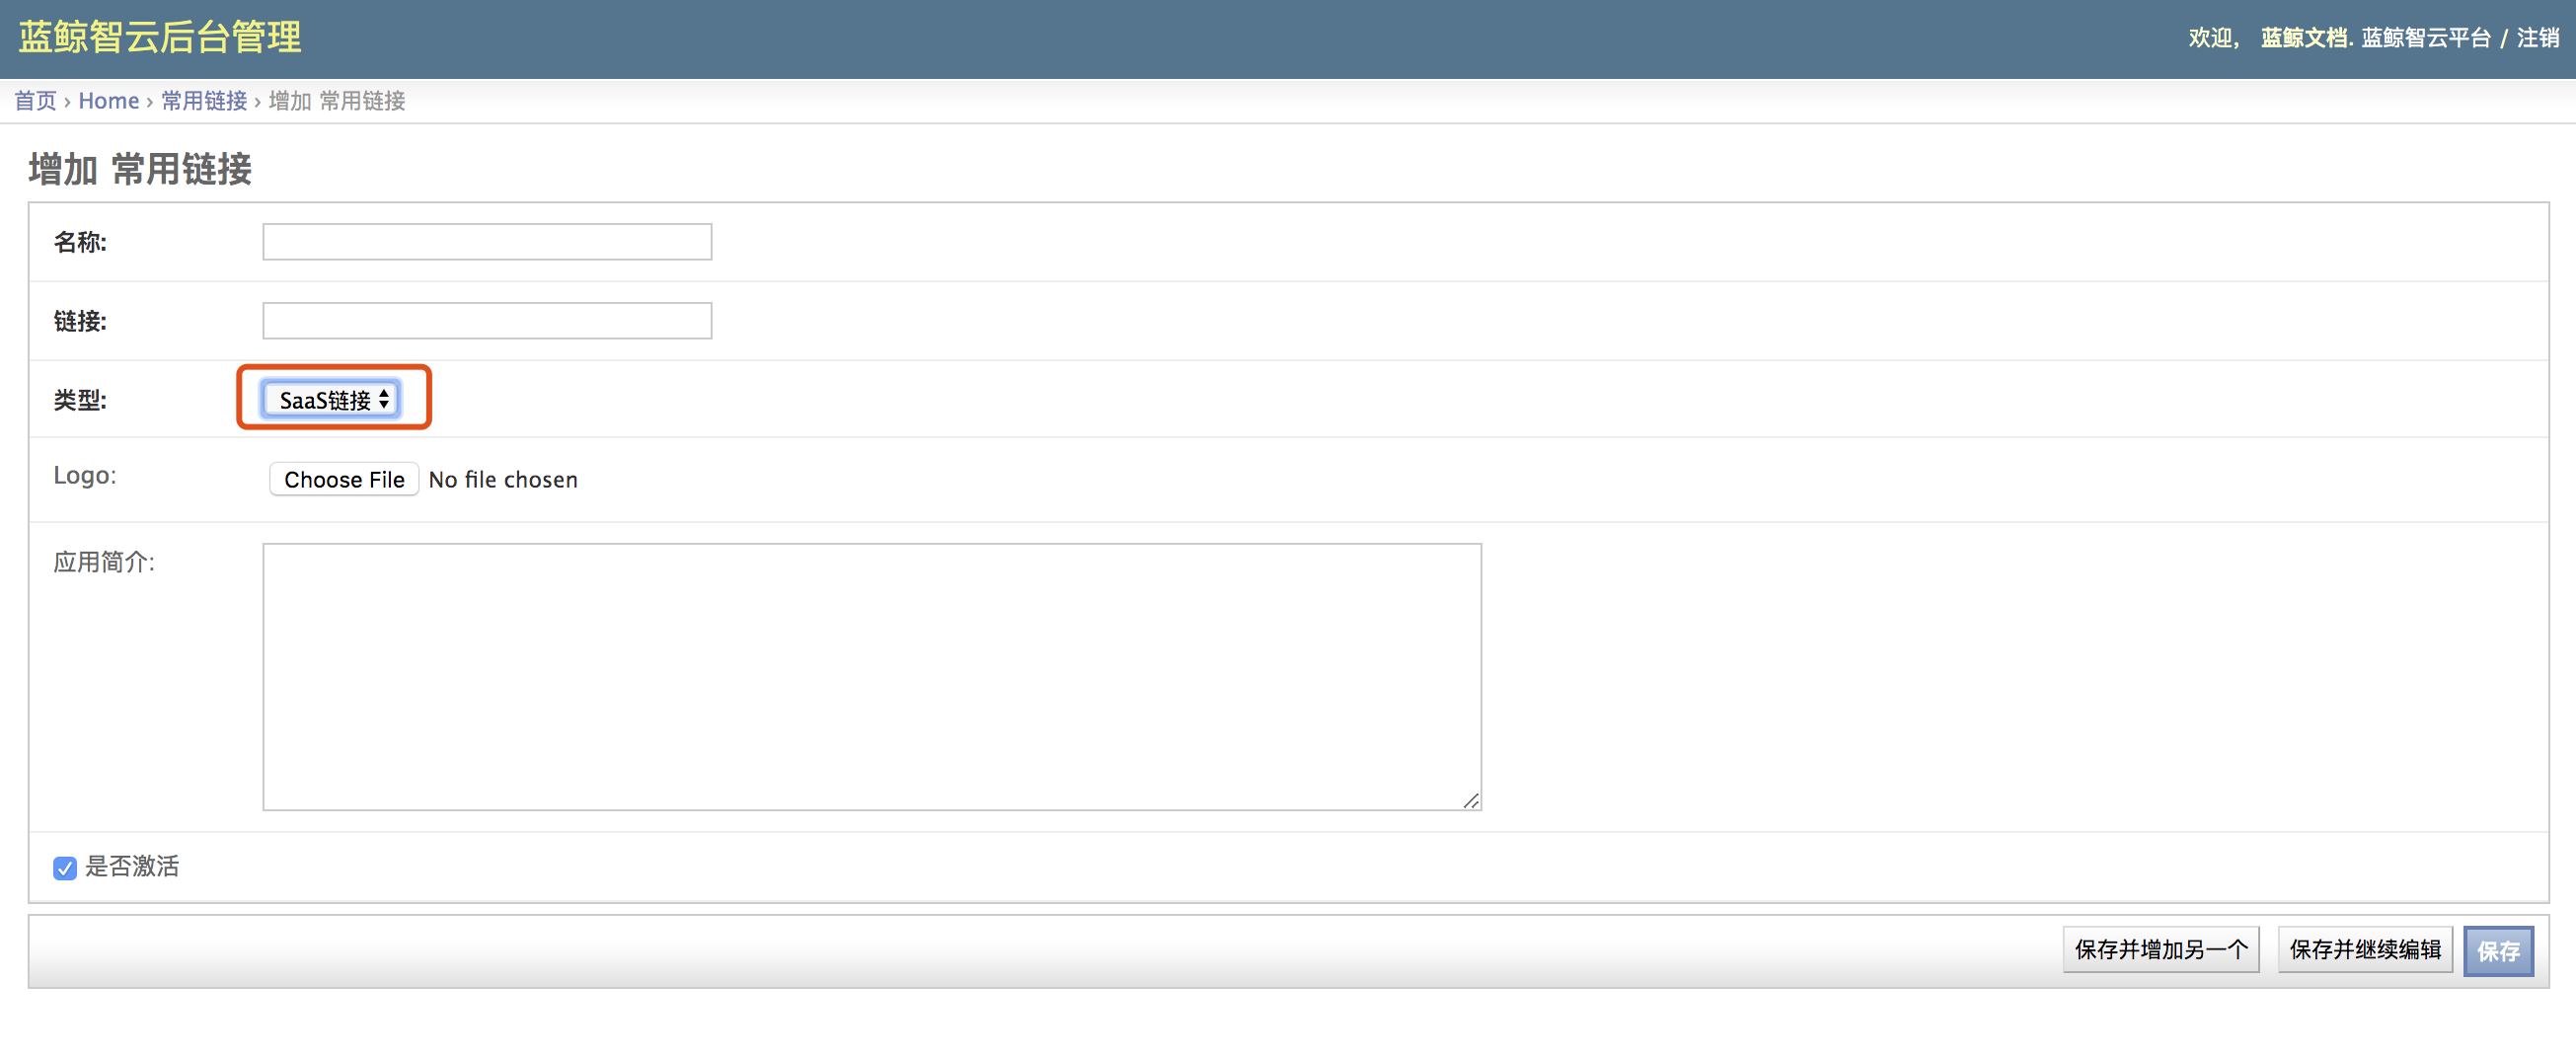 蓝鲸智云后台管理
欢迎, 蓝鲸文档. 蓝鲸智云平台 / 注销
首页 › Home › 常用链接 › 增加 常用链接
增加 常用链接
名称:
链接:
类型: SaaS链接
Logo: Choose File No file chosen
应用简介:
是否激活
保存并增加另一个 保存并继续编辑 保存